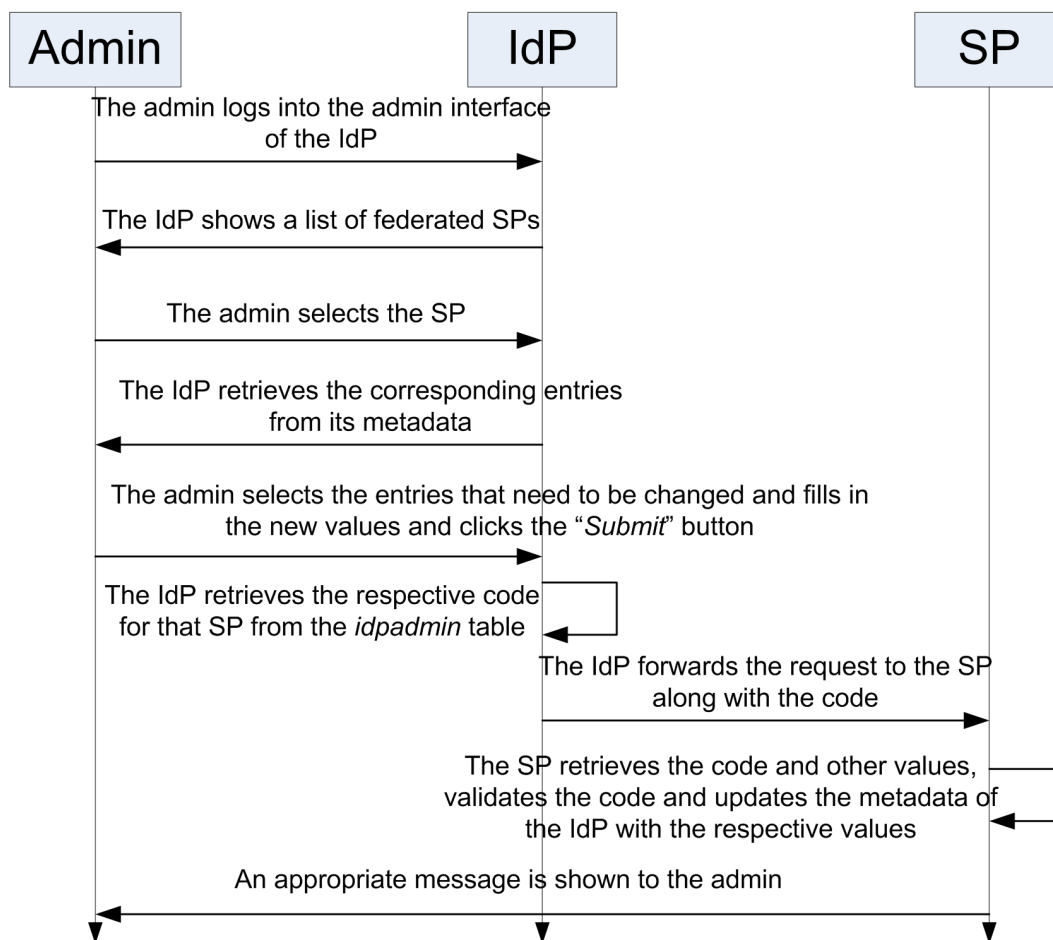 Admin
IdP
SP
The admin logs into the admin interface
of the IdP
The IdP shows a list of federated SPs
The admin selects the SP
The IdP retrieves the corresponding entries
from its metadata
The admin selects the entries that need to be changed and fills in
the new values and clicks the “Submit” button
The IdP retrieves the respective code
for that SP from the idpadmin table
The IdP forwards the request to the SP
along with the code
The SP retrieves the code and other values,
validates the code and updates the metadata of
the IdP with the respective values
An appropriate message is shown to the admin